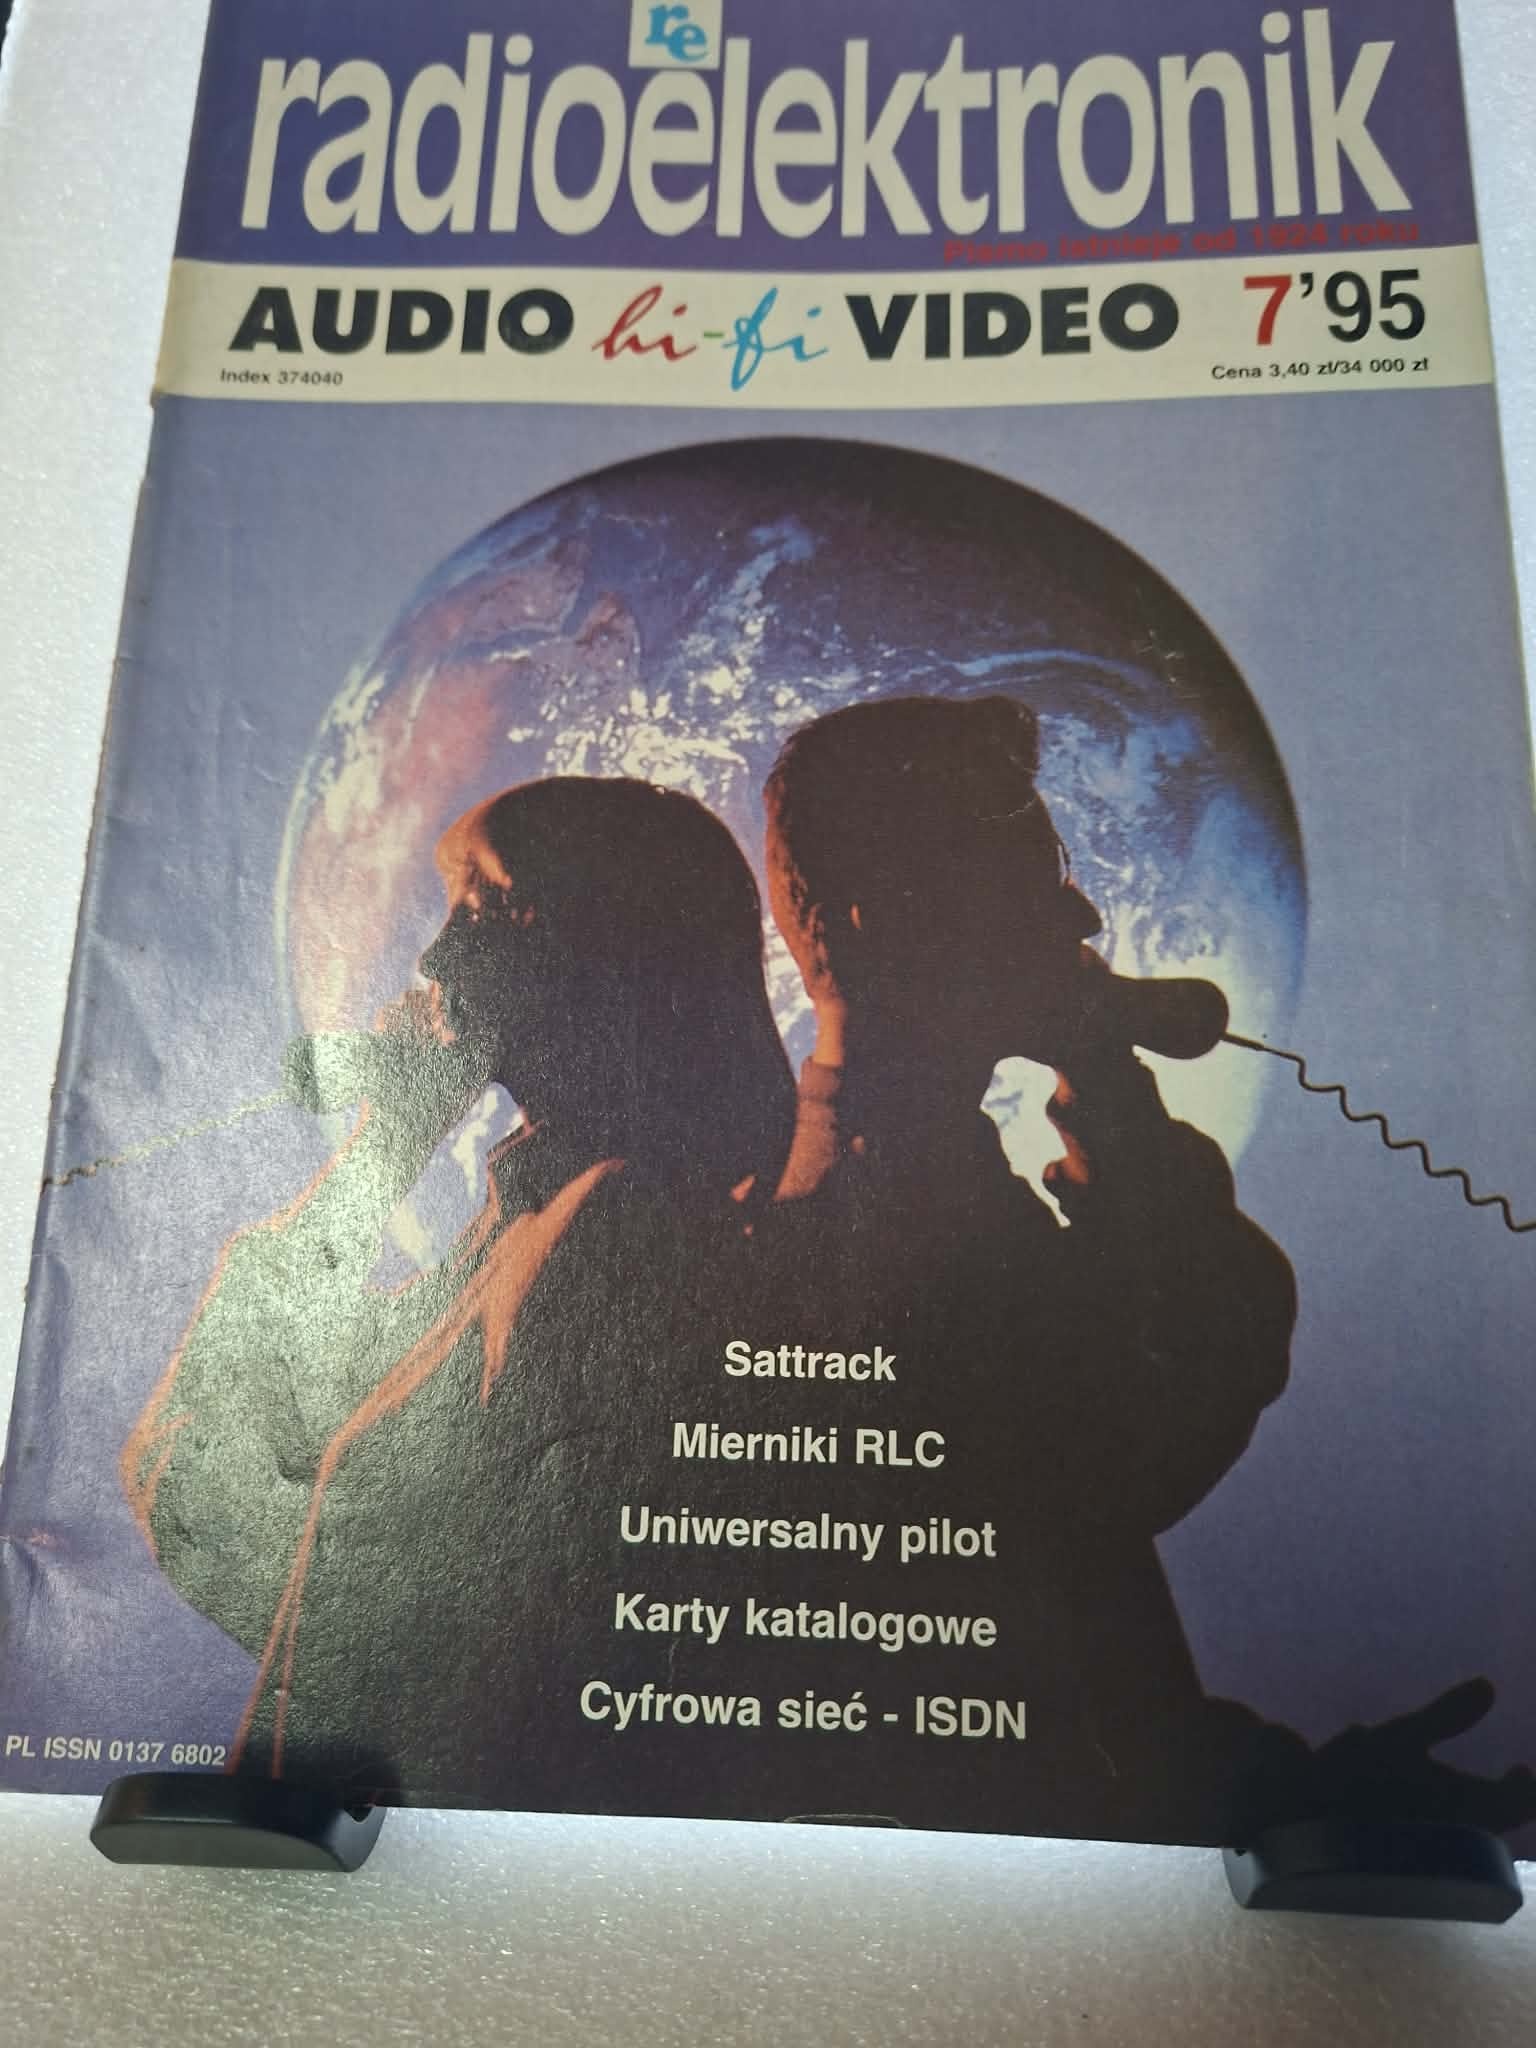 re
radioelektronik
Pismo istnieje od 1924 roku
AUDIO hi-fi VIDEO 7'95
Index 374040
Cena 3,40 zł/34 000 zł
Sattrack
Mierniki RLC
Uniwersalny pilot
Karty katalogowe
Cyfrowa sieć - ISDN
PL ISSN 0137 6802